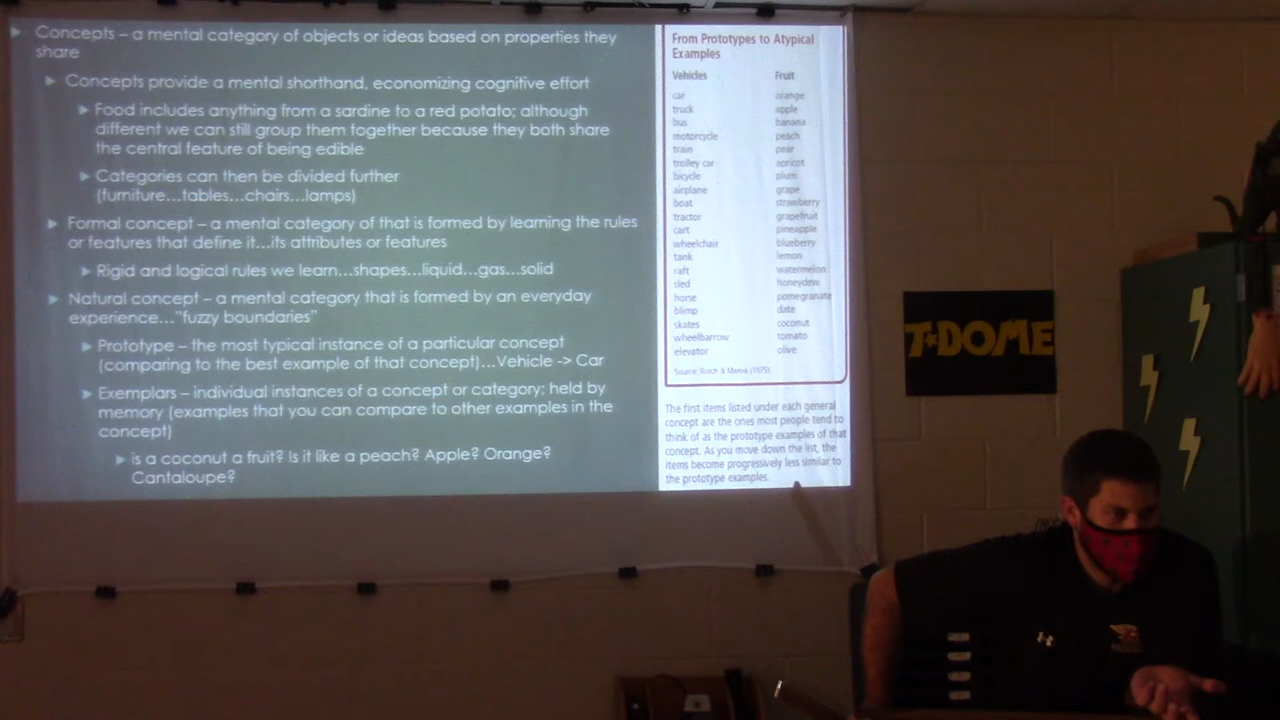 Concepts – a mental category of objects or ideas based on properties they
share
Concepts provide a mental shorthand, economizing cognitive effort
Food includes anything from a sardine to a red potato; although
different we can still group them together because they both share
the central feature of being edible
Categories can then be divided further
(furniture...tables...chairs...lamps)
Formal concept – a mental category of that is formed by learning the rules
or features that define it...its attributes or features
Rigid and logical rules we learn...shapes...liquid...gas...solid
Natural concept – a mental category that is formed by an everyday
experience..."fuzzy boundaries"
Prototype – the most typical instance of a particular concept
(comparing to the best example of that concept)...Vehicle -> Car
Exemplars – individual instances of a concept or category; held by
memory (examples that you can compare to other examples in the
concept)
Is a coconut a fruit? Is it like a peach? Apple? Orange?
Cantaloupe?
From Prototypes to Atypical
Examples
Vehicles Fruit
car orange
truck apple
bus banana
motorcycle peach
train pear
trolley car apricot
bicycle plum
airplane grape
boat strawberry
tractor grapefruit
cart pineapple
wheelchair blueberry
tank lemon
raft watermelon
sled honeydew
horse pomegranate
blimp date
skates coconut
wheelbarrow tomato
elevator olive
Source: Rosch & Mervis (1975)
The first items listed under each general
concept are the ones most people tend to
think of as the prototype examples of that
concept. As you move down the list, the
items become progressively less similar to
the prototype examples.
T★DOME